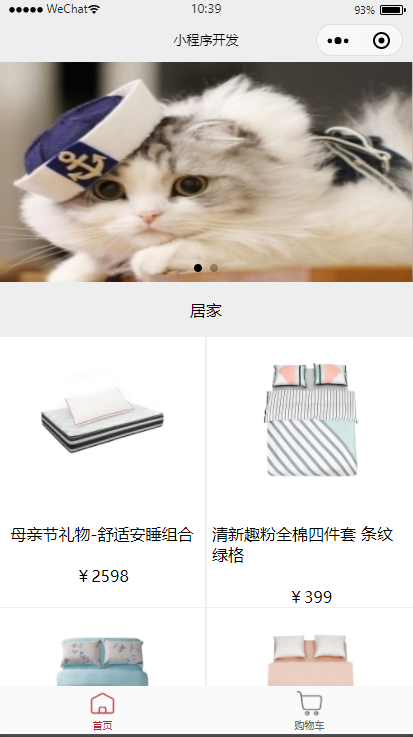 WeChat 10:39 93%
小程序开发
居家
母亲节礼物-舒适安睡组合
￥2598
清新趣粉全棉四件套 条纹
绿格
￥399
首页 购物车